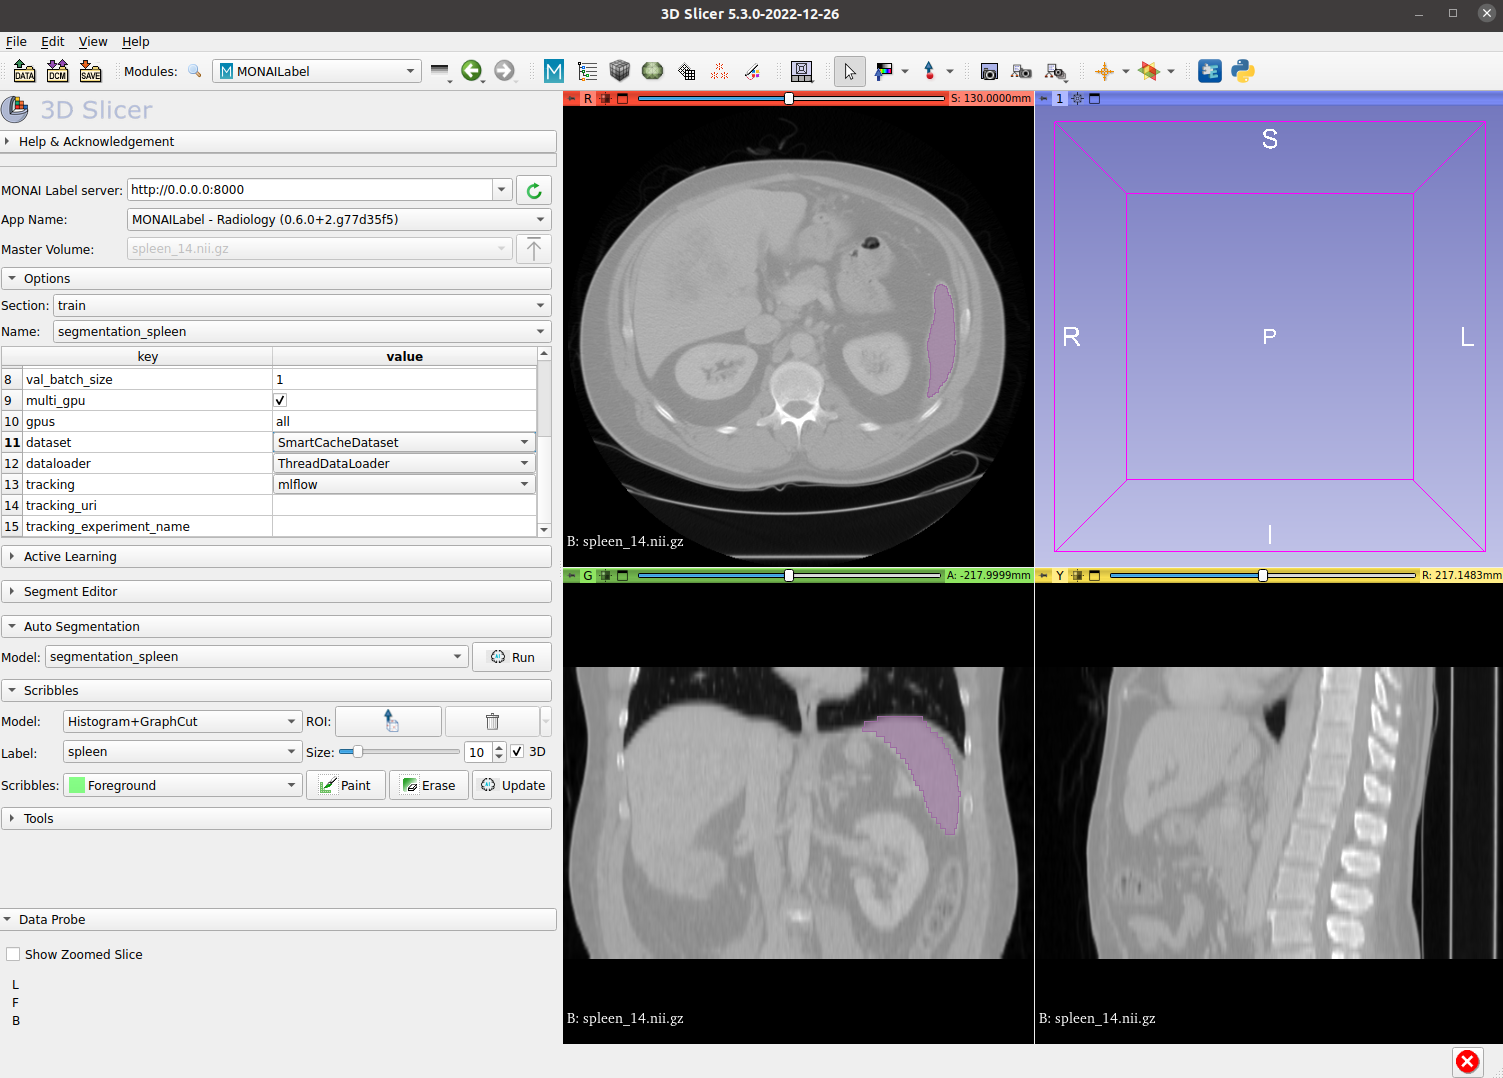 3D Slicer 5.3.0-2022-12-26
File Edit View Help
DATA DCM SAVE Modules: M MONAILabel M
3D Slicer
Help & Acknowledgement
MONAI Label server: http://0.0.0.0:8000
App Name: MONAILabel - Radiology (0.6.0+2.g77d35f5)
Master Volume: spleen_14.nii.gz
Options
Section: train
Name: segmentation_spleen
key value
8 val_batch_size 1
9 multi_gpu
10 gpus all
11 dataset SmartCacheDataset
12 dataloader ThreadDataLoader
13 tracking mlflow
14 tracking_uri
15 tracking_experiment_name
Active Learning
Segment Editor
Auto Segmentation
Model: segmentation_spleen Run
Scribbles
Model: Histogram+GraphCut ROI:
Label: spleen Size: 10 3D
Scribbles: Foreground Paint Erase Update
Tools
Data Probe
Show Zoomed Slice
L
F
B
R S: 130.0000mm
B: spleen_14.nii.gz
1
S
R P L
I
G A: -217.9999mm
B: spleen_14.nii.gz
Y R: 217.1483mm
B: spleen_14.nii.gz